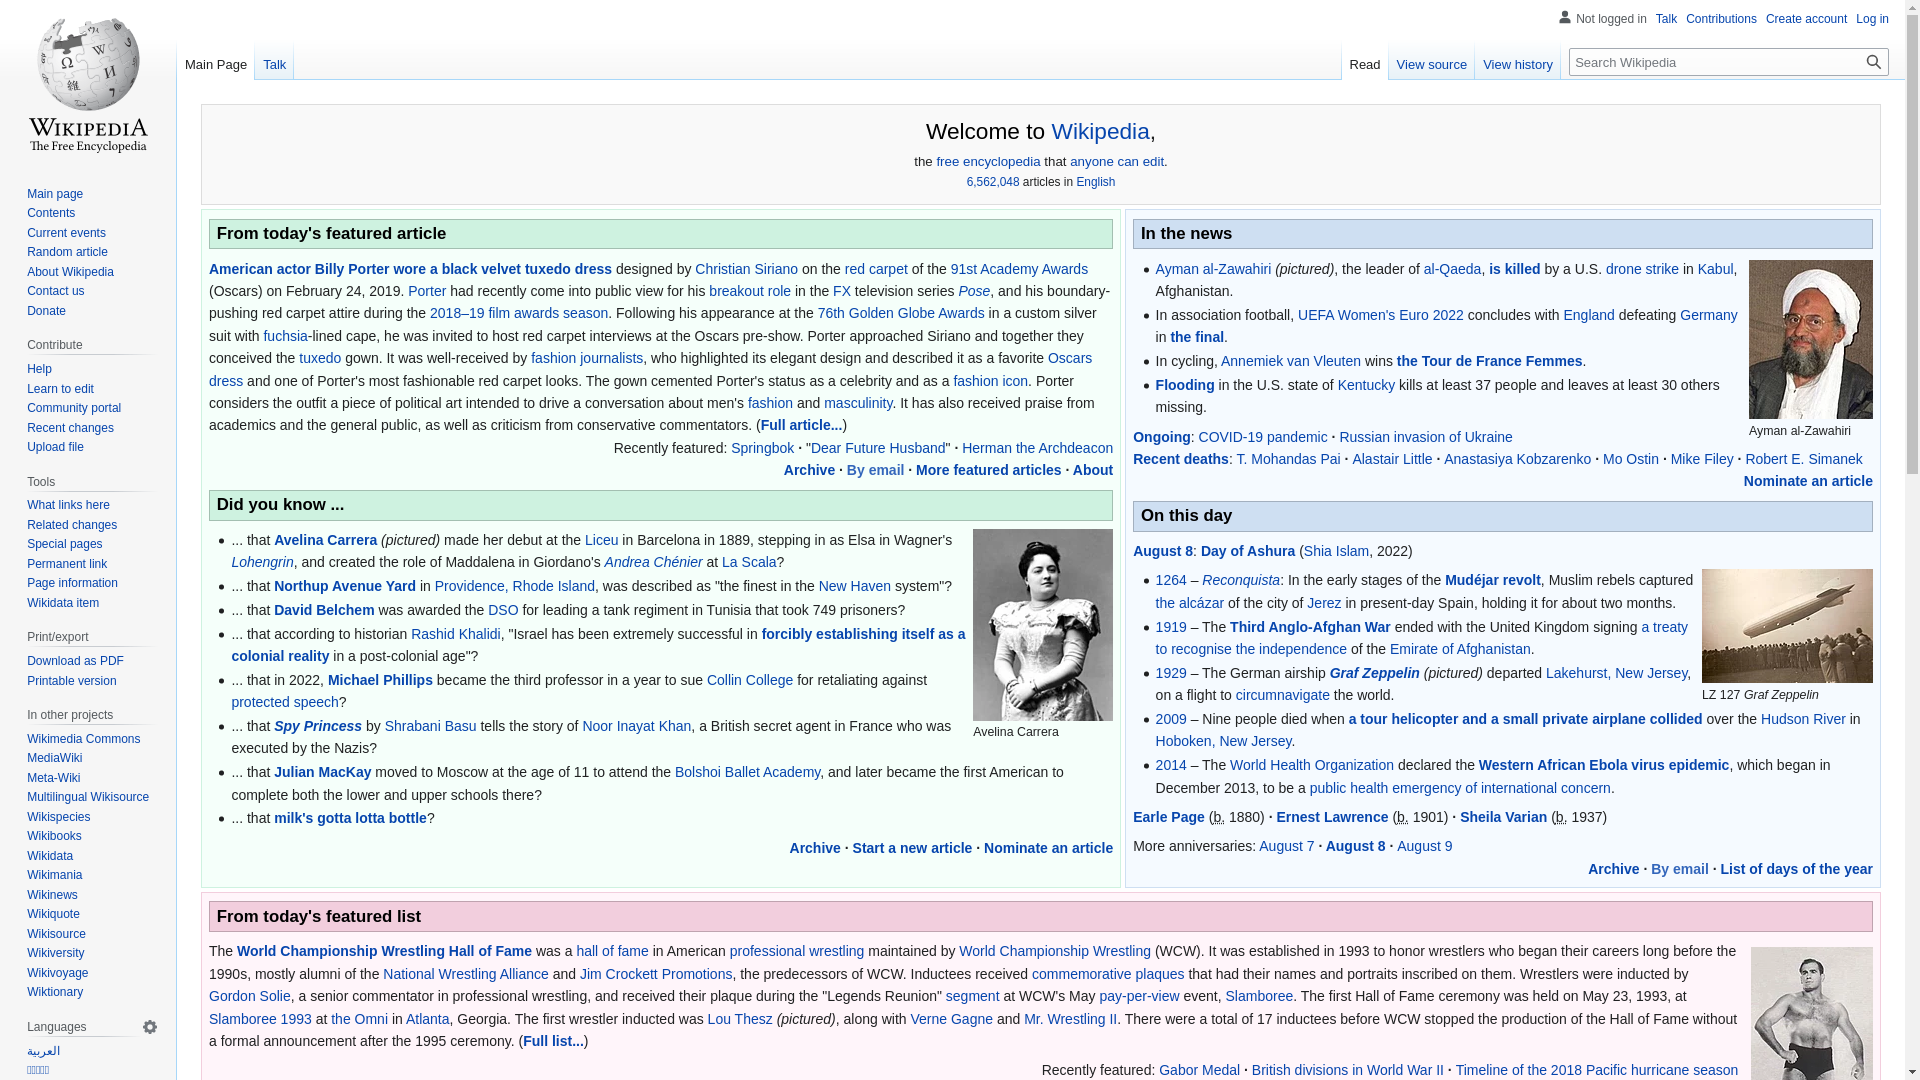 WIKIPEDIA
The Free Encyclopedia
Not logged in Talk Contributions Create account Log in
Main Page Talk
Read View source View history Search Wikipedia
Main page
Contents
Current events
Random article
About Wikipedia
Contact us
Donate
Contribute
Help
Learn to edit
Community portal
Recent changes
Upload file
Tools
What links here
Related changes
Special pages
Permanent link
Page information
Wikidata item
Print/export
Download as PDF
Printable version
In other projects
Wikimedia Commons
MediaWiki
Meta-Wiki
Multilingual Wikisource
Wikispecies
Wikibooks
Wikidata
Wikimania
Wikinews
Wikiquote
Wikisource
Wikiversity
Wikivoyage
Wiktionary
Languages
العربية
Welcome to Wikipedia,
the free encyclopedia that anyone can edit.
6,562,048 articles in English
From today's featured article
American actor Billy Porter wore a black velvet tuxedo dress designed by Christian Siriano on the red carpet of the 91st Academy Awards
(Oscars) on February 24, 2019. Porter had recently come into public view for his breakout role in the FX television series Pose, and his boundary-
pushing red carpet attire during the 2018–19 film awards season. Following his appearance at the 76th Golden Globe Awards in a custom silver
suit with fuchsia-lined cape, he was invited to host red carpet interviews at the Oscars pre-show. Porter approached Siriano and together they
conceived the tuxedo gown. It was well-received by fashion journalists, who highlighted its elegant design and described it as a favorite Oscars
dress and one of Porter's most fashionable red carpet looks. The gown cemented Porter's status as a celebrity and as a fashion icon. Porter
considers the outfit a piece of political art intended to drive a conversation about men's fashion and masculinity. It has also received praise from
academics and the general public, as well as criticism from conservative commentators. (Full article...)
Recently featured: Springbok · "Dear Future Husband" · Herman the Archdeacon
Archive · By email · More featured articles · About
Did you know ...
... that Avelina Carrera (pictured) made her debut at the Liceu in Barcelona in 1889, stepping in as Elsa in Wagner's
Lohengrin, and created the role of Maddalena in Giordano's Andrea Chénier at La Scala?
... that Northup Avenue Yard in Providence, Rhode Island, was described as "the finest in the New Haven system"?
... that David Belchem was awarded the DSO for leading a tank regiment in Tunisia that took 749 prisoners?
... that according to historian Rashid Khalidi, "Israel has been extremely successful in forcibly establishing itself as a
colonial reality in a post-colonial age"?
... that in 2022, Michael Phillips became the third professor in a year to sue Collin College for retaliating against
protected speech?
... that Spy Princess by Shrabani Basu tells the story of Noor Inayat Khan, a British secret agent in France who was
executed by the Nazis?
... that Julian MacKay moved to Moscow at the age of 11 to attend the Bolshoi Ballet Academy, and later became the first American to
complete both the lower and upper schools there?
... that milk's gotta lotta bottle?
Avelina Carrera
Archive · Start a new article · Nominate an article
In the news
Ayman al-Zawahiri (pictured), the leader of al-Qaeda, is killed by a U.S. drone strike in Kabul,
Afghanistan.
In association football, UEFA Women's Euro 2022 concludes with England defeating Germany
in the final.
In cycling, Annemiek van Vleuten wins the Tour de France Femmes.
Flooding in the U.S. state of Kentucky kills at least 37 people and leaves at least 30 others
missing.
Ayman al-Zawahiri
Ongoing: COVID-19 pandemic · Russian invasion of Ukraine
Recent deaths: T. Mohandas Pai · Alastair Little · Anastasiya Kobzarenko · Mo Ostin · Mike Filey · Robert E. Simanek
Nominate an article
On this day
August 8: Day of Ashura (Shia Islam, 2022)
1264 – Reconquista: In the early stages of the Mudéjar revolt, Muslim rebels captured
the alcázar of the city of Jerez in present-day Spain, holding it for about two months.
1919 – The Third Anglo-Afghan War ended with the United Kingdom signing a treaty
to recognise the independence of the Emirate of Afghanistan.
1929 – The German airship Graf Zeppelin (pictured) departed Lakehurst, New Jersey,
on a flight to circumnavigate the world.
2009 – Nine people died when a tour helicopter and a small private airplane collided over the Hudson River in
Hoboken, New Jersey.
2014 – The World Health Organization declared the Western African Ebola virus epidemic, which began in
December 2013, to be a public health emergency of international concern.
LZ 127 Graf Zeppelin
Earle Page (b. 1880) · Ernest Lawrence (b. 1901) · Sheila Varian (b. 1937)
More anniversaries: August 7 · August 8 · August 9
Archive · By email · List of days of the year
From today's featured list
The World Championship Wrestling Hall of Fame was a hall of fame in American professional wrestling maintained by World Championship Wrestling (WCW). It was established in 1993 to honor wrestlers who began their careers long before the
1990s, mostly alumni of the National Wrestling Alliance and Jim Crockett Promotions, the predecessors of WCW. Inductees received commemorative plaques that had their names and portraits inscribed on them. Wrestlers were inducted by
Gordon Solie, a senior commentator in professional wrestling, and received their plaque during the "Legends Reunion" segment at WCW's May pay-per-view event, Slamboree. The first Hall of Fame ceremony was held on May 23, 1993, at
Slamboree 1993 at the Omni in Atlanta, Georgia. The first wrestler inducted was Lou Thesz (pictured), along with Verne Gagne and Mr. Wrestling II. There were a total of 17 inductees before WCW stopped the production of the Hall of Fame without
a formal announcement after the 1995 ceremony. (Full list...)
Recently featured: Gabor Medal · British divisions in World War II · Timeline of the 2018 Pacific hurricane season